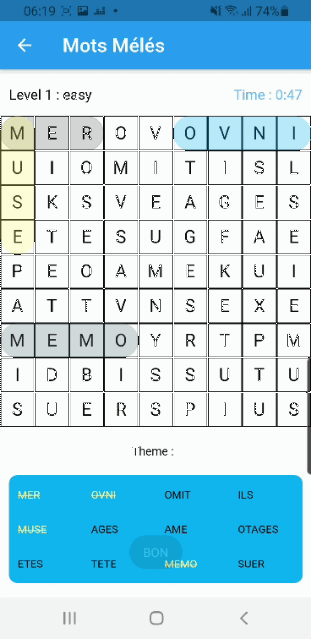 06:19 74%
Mots Mélés
Level 1 : easy Time : 0:47
M E R O V O V N I
U I O M I T I S L
S K S V E A G E S
E T E S U G F A E
P E O A M E K U I
A T T V N S E X E
M E M O Y R T P M
I D B I S S U T U
S U E R S P I U S
Theme :
MER OVNI OMIT ILS
MUSE AGES AME OTAGES
BON
ETES TETE MEMO SUER